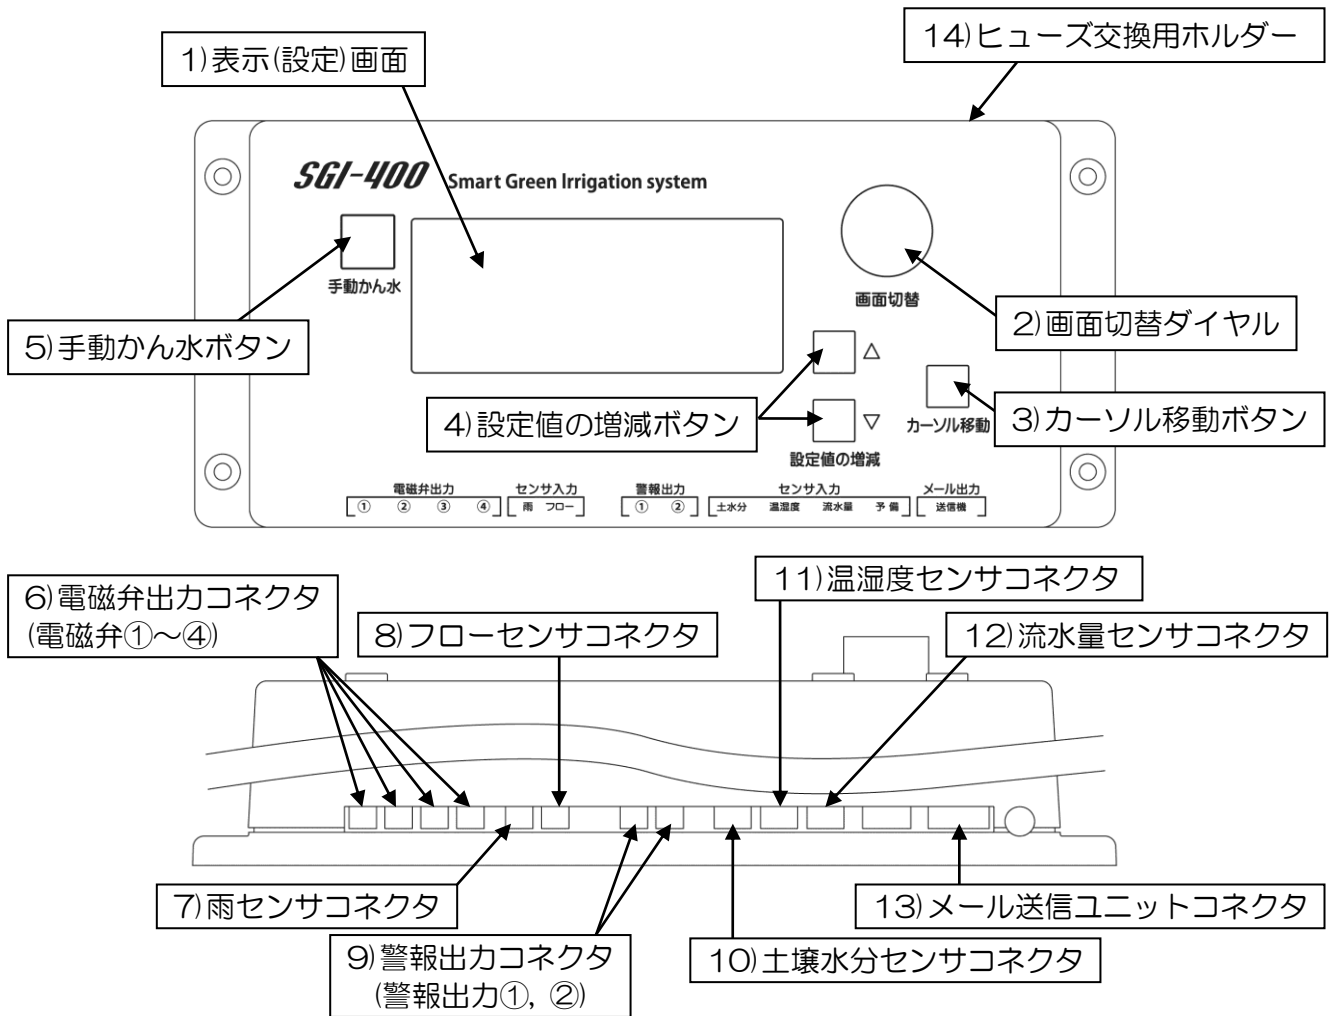 14)ヒューズ交換用ホルダー
1)表示(設定)画面
SGI-400 Smart Green Irrigation system
手動かん水
画面切替
2)画面切替ダイヤル
5)手動かん水ボタン
△
4)設定値の増減ボタン
▽
カーソル移動
3)カーソル移動ボタン
設定値の増減
電磁弁出力 センサ入力 警報出力 センサ入力 メール出力
① ② ③ ④ 雨 フロー ① ② 土水分 温湿度 流水量 予備 送信機
6)電磁弁出力コネクタ
(電磁弁①～④)
8)フローセンサコネクタ
11)温湿度センサコネクタ
12)流水量センサコネクタ
7)雨センサコネクタ
13)メール送信ユニットコネクタ
9)警報出力コネクタ
(警報出力①, ②)
10)土壌水分センサコネクタ